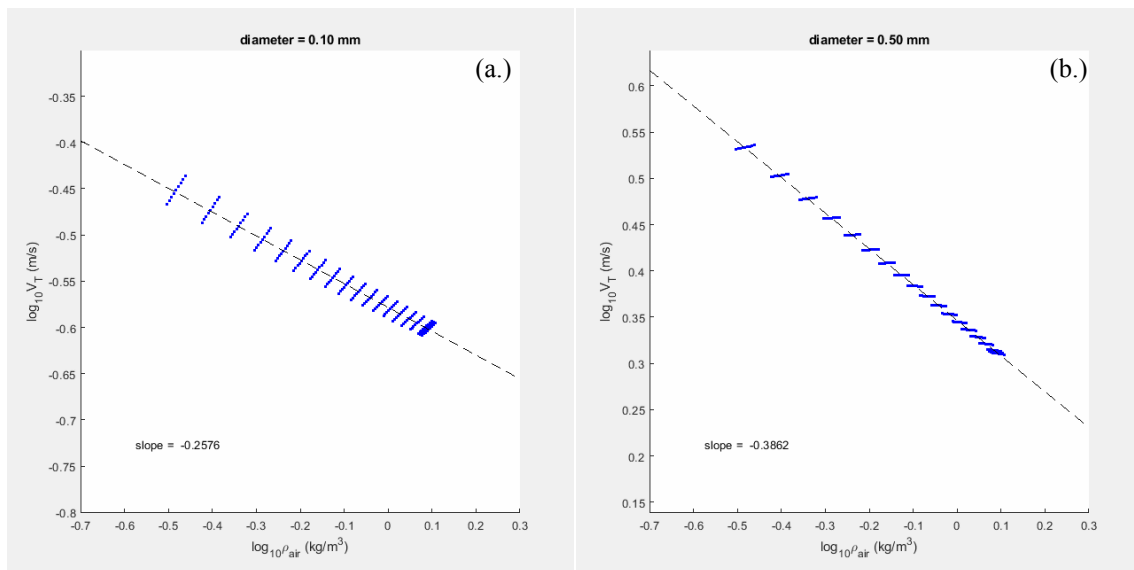 diameter = 0.10 mm
(a.)
-0.35
-0.4
-0.45
-0.5
-0.55
-0.6
-0.65
-0.7
-0.75
-0.8
log10VT (m/s)
slope = -0.2576
-0.7 -0.6 -0.5 -0.4 -0.3 -0.2 -0.1 0 0.1 0.2 0.3
log10ρair (kg/m3)
diameter = 0.50 mm
(b.)
0.6
0.55
0.5
0.45
0.4
0.35
0.3
0.25
0.2
0.15
log10VT (m/s)
slope = -0.3862
-0.7 -0.6 -0.5 -0.4 -0.3 -0.2 -0.1 0 0.1 0.2 0.3
log10ρair (kg/m3)